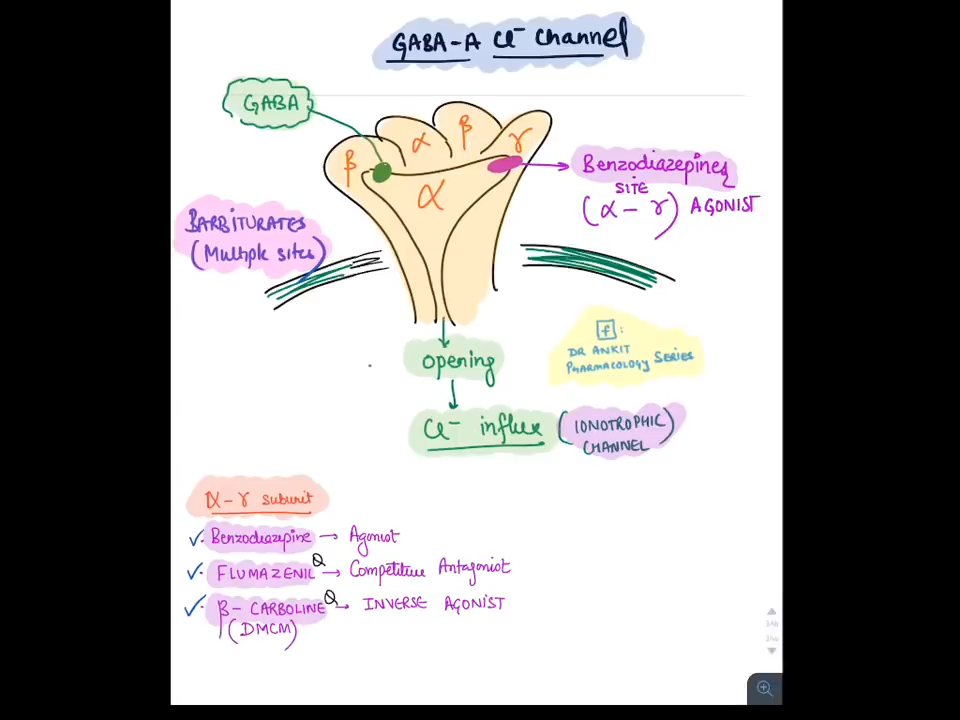 GABA-A Cl⁻ channel
GABA
β α β γ
α
Benzodiazepines
SITE
(α - γ) AGONIST
BARBITURATES
(Multiple sites)
opening
f:
DR ANKIT
PHARMACOLOGY SERIES
Cl⁻ influx (IONOTROPHIC
CHANNEL)
α-γ subunit
✓· Benzodiazepine → Agonist
✓· FLUMAZENIL Q → Competitive Antagonist
✓· β- CARBOLINE Q → INVERSE AGONIST
(DMCM)